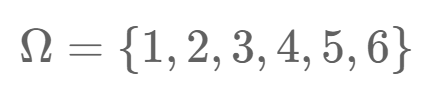 Ω = {1, 2, 3, 4, 5, 6}